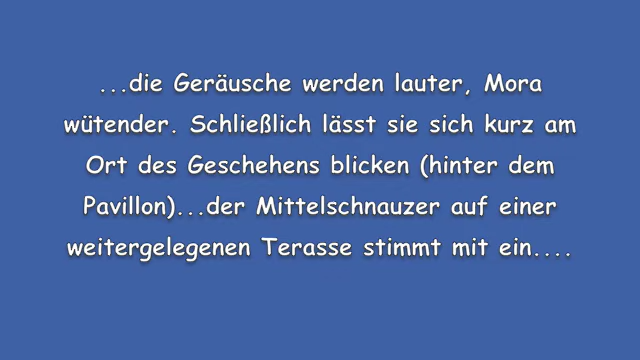 ...die Geräusche werden lauter, Mora
wütender. Schließlich lässt sie sich kurz am
Ort des Geschehens blicken (hinter dem
Pavillon)...der Mittelschnauzer auf einer
weitergelegenen Terasse stimmt mit ein....